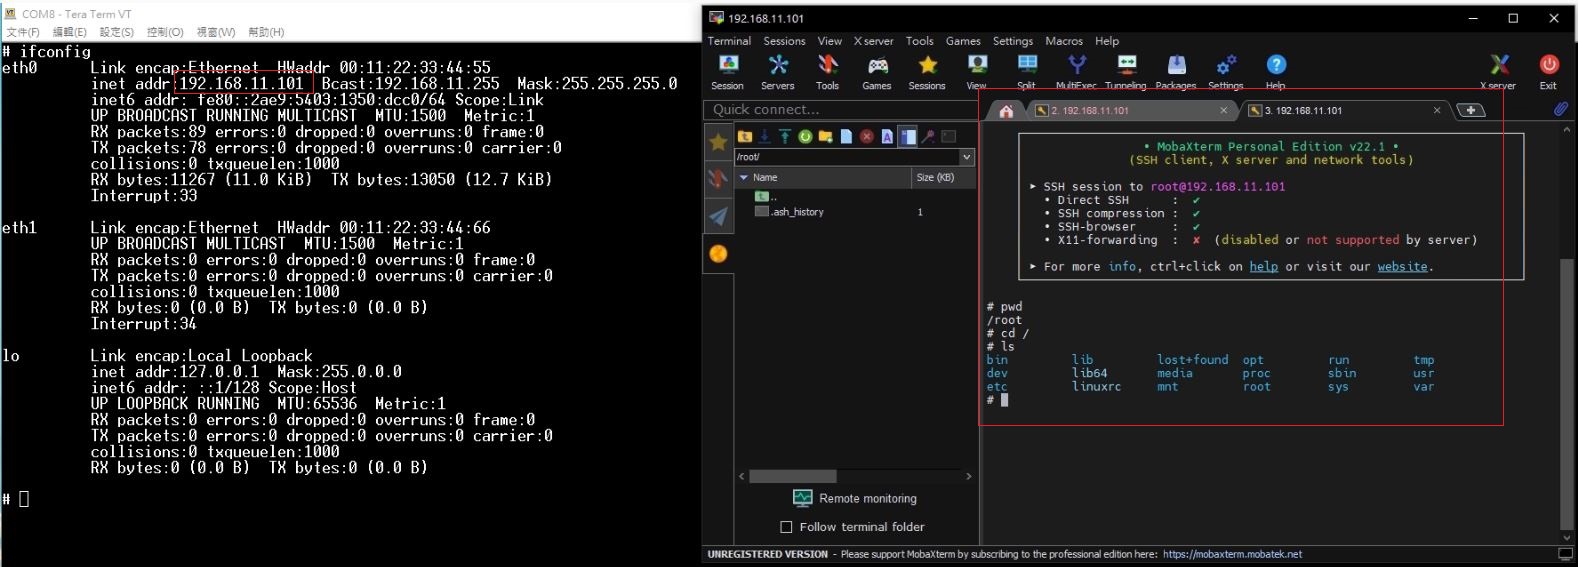 COM8 - Tera Term VT
文件(F) 編輯(E) 設定(S) 控制(O) 視窗(W) 幫助(H)
# ifconfig
eth0 Link encap:Ethernet HWaddr 00:11:22:33:44:55
inet addr:192.168.11.101 Bcast:192.168.11.255 Mask:255.255.255.0
inet6 addr: fe80::2ae9:5403:1350:dcc0/64 Scope:Link
UP BROADCAST RUNNING MULTICAST MTU:1500 Metric:1
RX packets:89 errors:0 dropped:0 overruns:0 frame:0
TX packets:78 errors:0 dropped:0 overruns:0 carrier:0
collisions:0 txqueuelen:1000
RX bytes:11267 (11.0 KiB) TX bytes:13050 (12.7 KiB)
Interrupt:33
eth1 Link encap:Ethernet HWaddr 00:11:22:33:44:66
UP BROADCAST MULTICAST MTU:1500 Metric:1
RX packets:0 errors:0 dropped:0 overruns:0 frame:0
TX packets:0 errors:0 dropped:0 overruns:0 carrier:0
collisions:0 txqueuelen:1000
RX bytes:0 (0.0 B) TX bytes:0 (0.0 B)
Interrupt:34
lo Link encap:Local Loopback
inet addr:127.0.0.1 Mask:255.0.0.0
inet6 addr: ::1/128 Scope:Host
UP LOOPBACK RUNNING MTU:65536 Metric:1
RX packets:0 errors:0 dropped:0 overruns:0 frame:0
TX packets:0 errors:0 dropped:0 overruns:0 carrier:0
collisions:0 txqueuelen:1000
RX bytes:0 (0.0 B) TX bytes:0 (0.0 B)
#
192.168.11.101
Terminal Sessions View X server Tools Games Settings Macros Help
Session Servers Tools Games Sessions View Split MultiExec Tunneling Packages Settings Help X server Exit
Quick connect...
2. 192.168.11.101 3. 192.168.11.101
/root/
Name Size (KB)
..
.ash_history 1
Remote monitoring
Follow terminal folder
• MobaXterm Personal Edition v22.1 •
(SSH client, X server and network tools)
► SSH session to root@192.168.11.101
• Direct SSH : ✔
• SSH compression : ✔
• SSH-browser : ✔
• X11-forwarding : ✘ (disabled or not supported by server)
► For more info, ctrl+click on help or visit our website.
# pwd
/root
# cd /
# ls
bin lib lost+found opt run tmp
dev lib64 media proc sbin usr
etc linuxrc mnt root sys var
#
UNREGISTERED VERSION - Please support MobaXterm by subscribing to the professional edition here: https://mobaxterm.mobatek.net